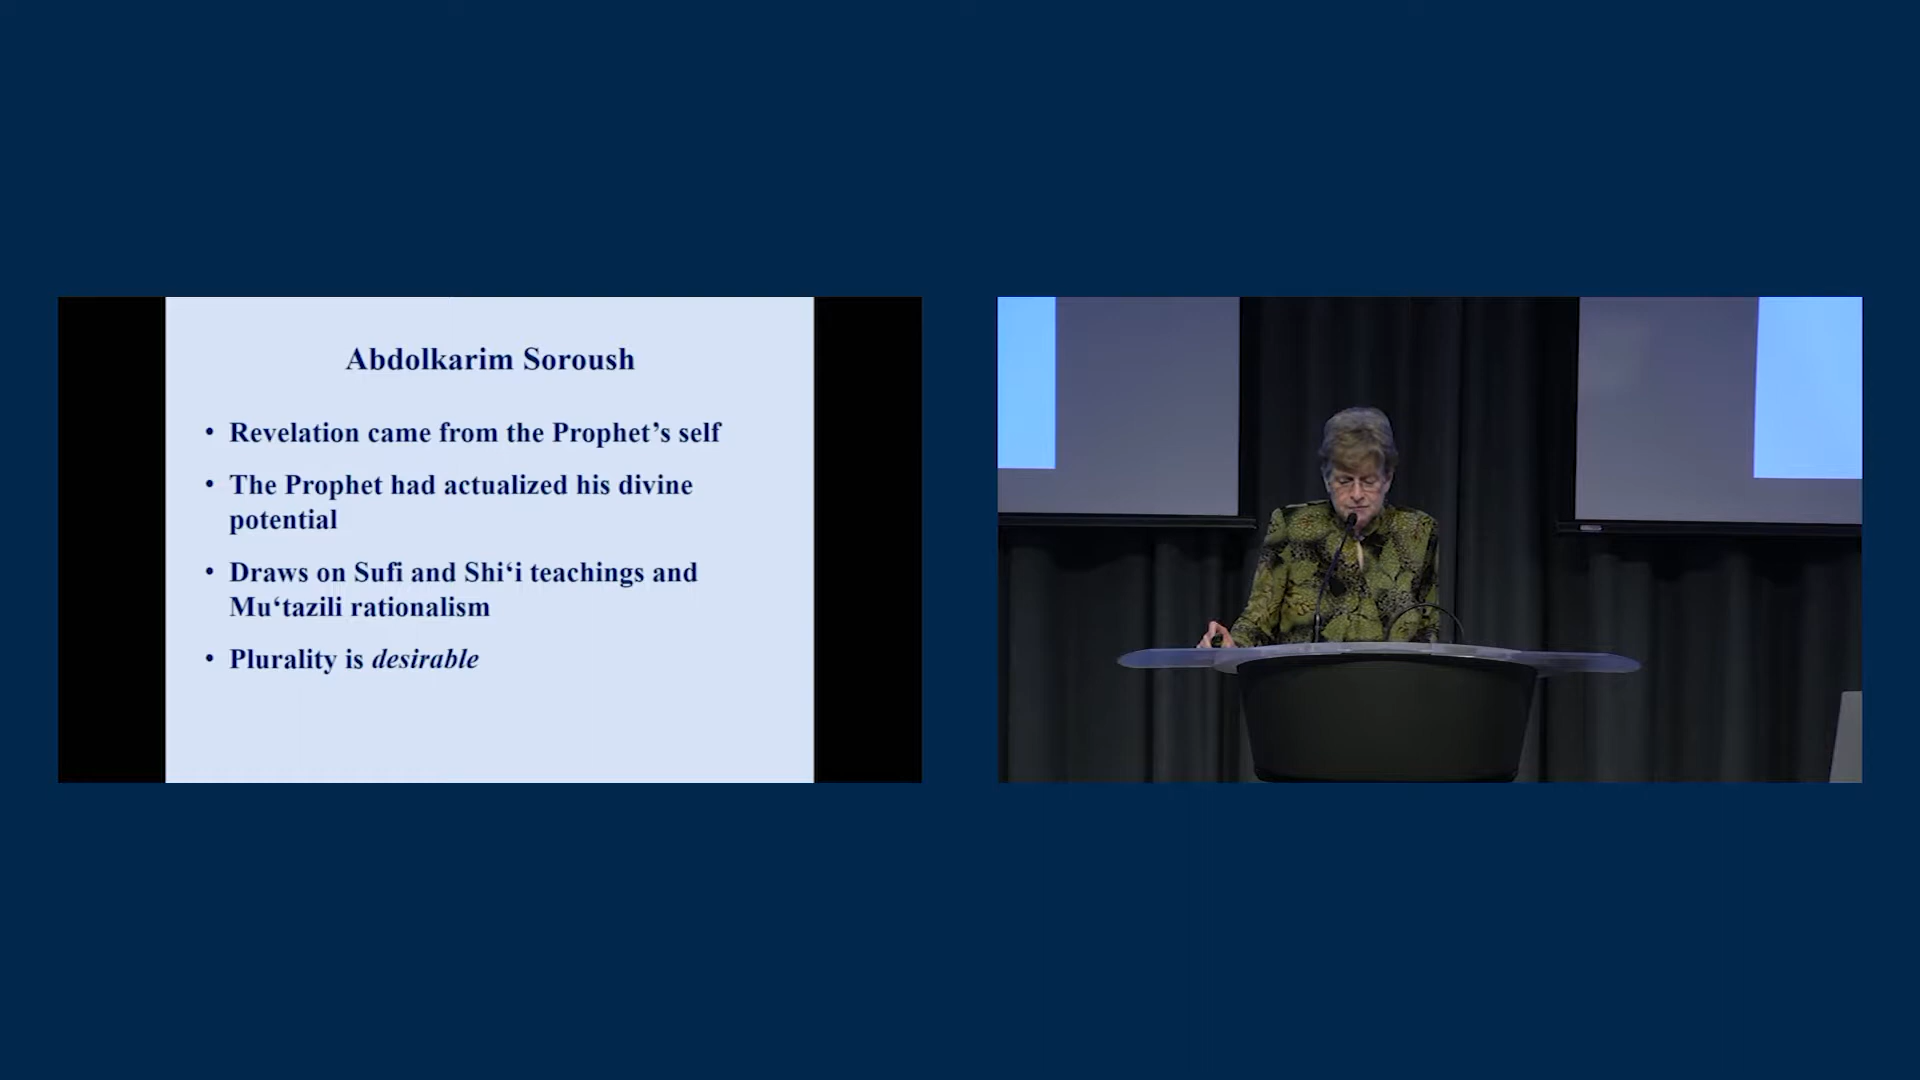 Abdolkarim Soroush
• Revelation came from the Prophet’s self
• The Prophet had actualized his divine
potential
• Draws on Sufi and Shi‘i teachings and
Mu‘tazili rationalism
• Plurality is desirable